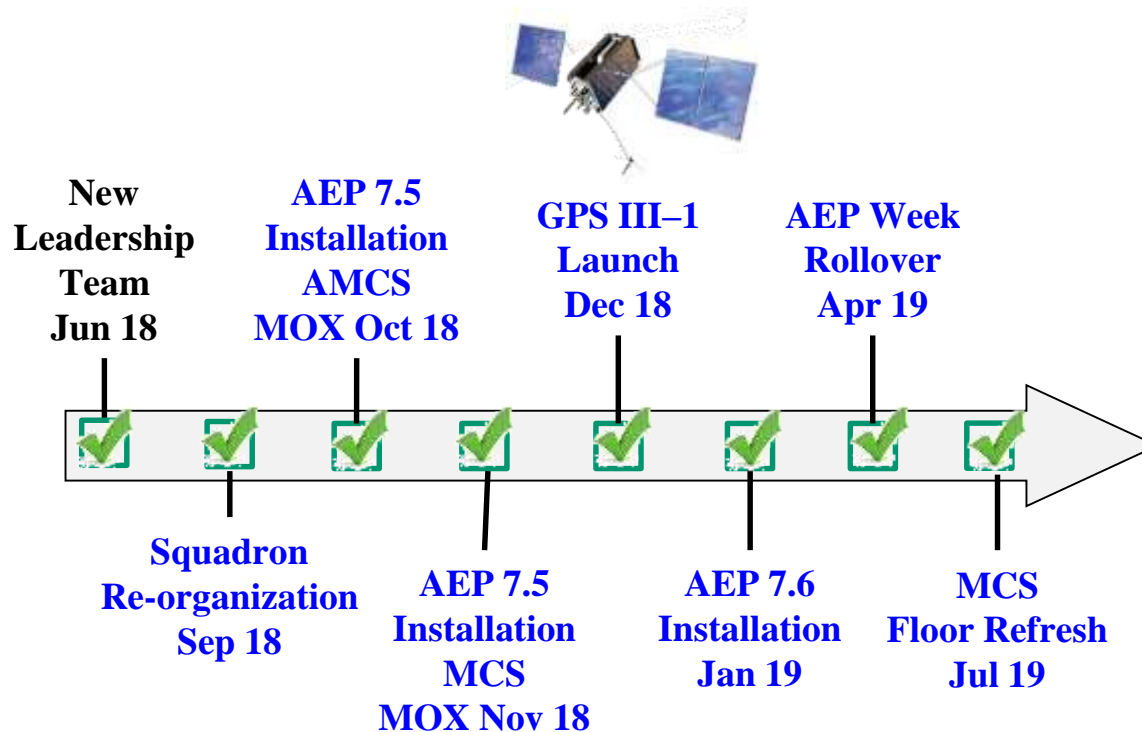 New
Leadership
Team
Jun 18
AEP 7.5
Installation
AMCS
MOX Oct 18
GPS III–1
Launch
Dec 18
AEP Week
Rollover
Apr 19
Squadron
Re-organization
Sep 18
AEP 7.5
Installation
MCS
MOX Nov 18
AEP 7.6
Installation
Jan 19
MCS
Floor Refresh
Jul 19